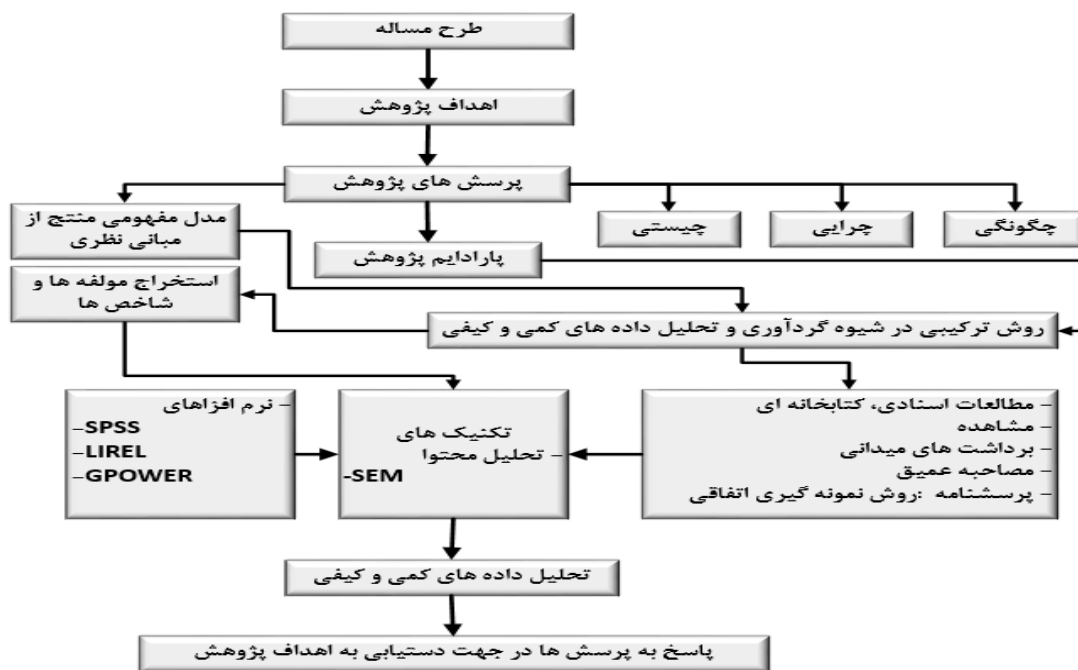 طرح مساله
اهداف پژوهش
پرسش های پژوهش
چگونگی
چرایی
چیستی
مدل مفهومی منتج از
مبانی نظری
پارادایم پژوهش
استخراج مولفه ها و
شاخص ها
روش ترکیبی در شیوه گردآوری و تحلیل داده های کمی و کیفی
– مطالعات اسنادی، کتابخانه ای
– مشاهده
– برداشت های میدانی
– مصاحبه عمیق
– پرسشنامه :روش نمونه گیری اتفاقی
تکنیک های
– تحلیل محتوا
-SEM
– نرم افزاهای
–SPSS
–LIREL
–GPOWER
تحلیل داده های کمی و کیفی
پاسخ به پرسش ها در جهت دستیابی به اهداف پژوهش